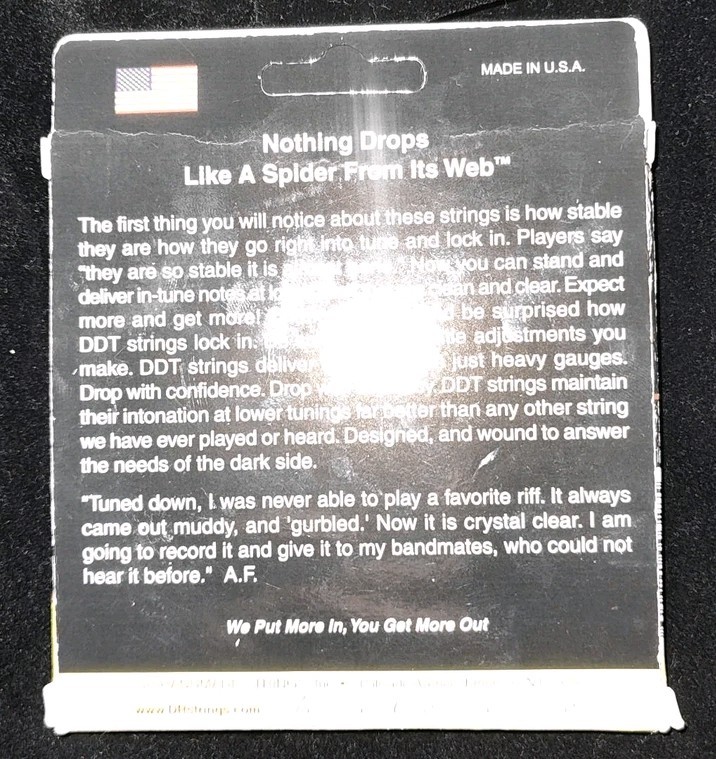 MADE IN U.S.A.
Nothing Drops
Like A Spider From Its Web™
The first thing you will notice about these strings is how stable
they are how they go right into tune and lock in. Players say
"they are so stable it is Now you can stand and
deliver in-tune notes at clean and clear. Expect
more and get more! be surprised how
DDT strings lock in. adjustments you
make. DDT strings deliver just heavy gauges.
Drop with confidence. Drop DDT strings maintain
their intonation at lower tunings far better than any other string
we have ever played or heard. Designed, and wound to answer
the needs of the dark side.
"Tuned down, I was never able to play a favorite riff. It always
came out muddy, and 'gurbled.' Now it is crystal clear. I am
going to record it and give it to my bandmates, who could not
hear it before." A.F.
We Put More In, You Get More Out
www.DRstrings.com